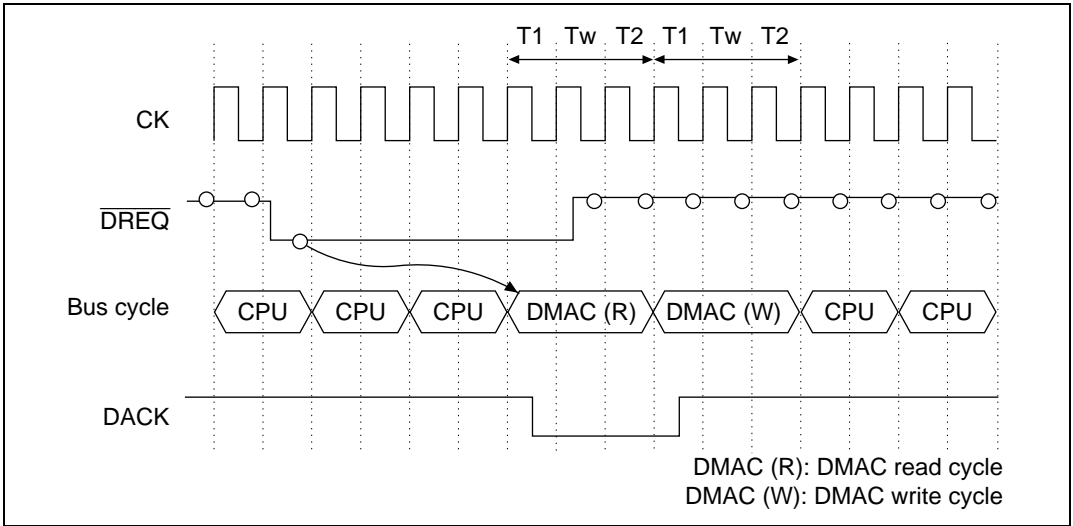 T1 Tw T2 T1 Tw T2
CK
DREQ
Bus cycle CPU CPU CPU DMAC (R) DMAC (W) CPU CPU
DACK
DMAC (R): DMAC read cycle
DMAC (W): DMAC write cycle